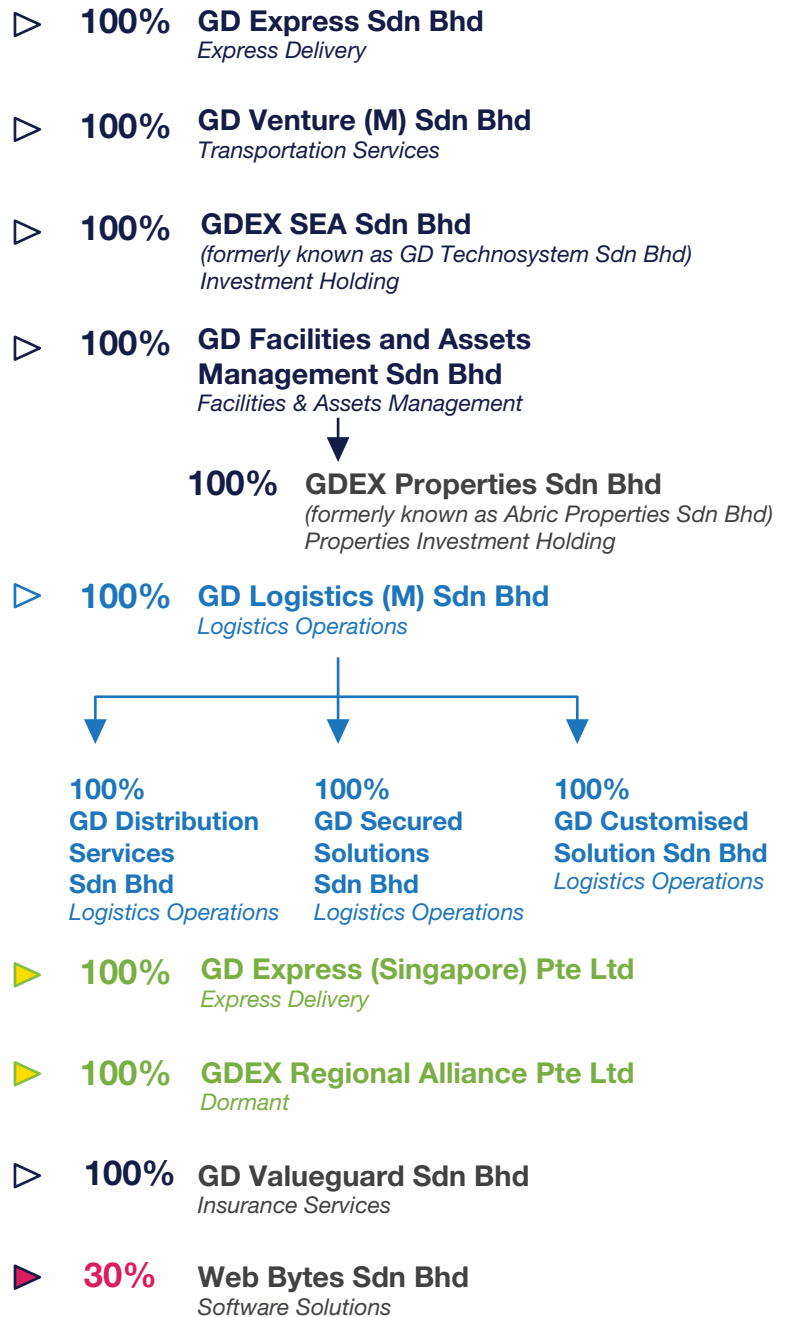 100% GD Express Sdn Bhd
Express Delivery
100% GD Venture (M) Sdn Bhd
Transportation Services
100% GDEX SEA Sdn Bhd
(formerly known as GD Technosystem Sdn Bhd)
Investment Holding
100% GD Facilities and Assets
Management Sdn Bhd
Facilities & Assets Management
100% GDEX Properties Sdn Bhd
(formerly known as Abric Properties Sdn Bhd)
Properties Investment Holding
100% GD Logistics (M) Sdn Bhd
Logistics Operations
100%
GD Distribution
Services
Sdn Bhd
Logistics Operations
100%
GD Secured
Solutions
Sdn Bhd
Logistics Operations
100%
GD Customised
Solution Sdn Bhd
Logistics Operations
100% GD Express (Singapore) Pte Ltd
Express Delivery
100% GDEX Regional Alliance Pte Ltd
Dormant
100% GD Valueguard Sdn Bhd
Insurance Services
30% Web Bytes Sdn Bhd
Software Solutions